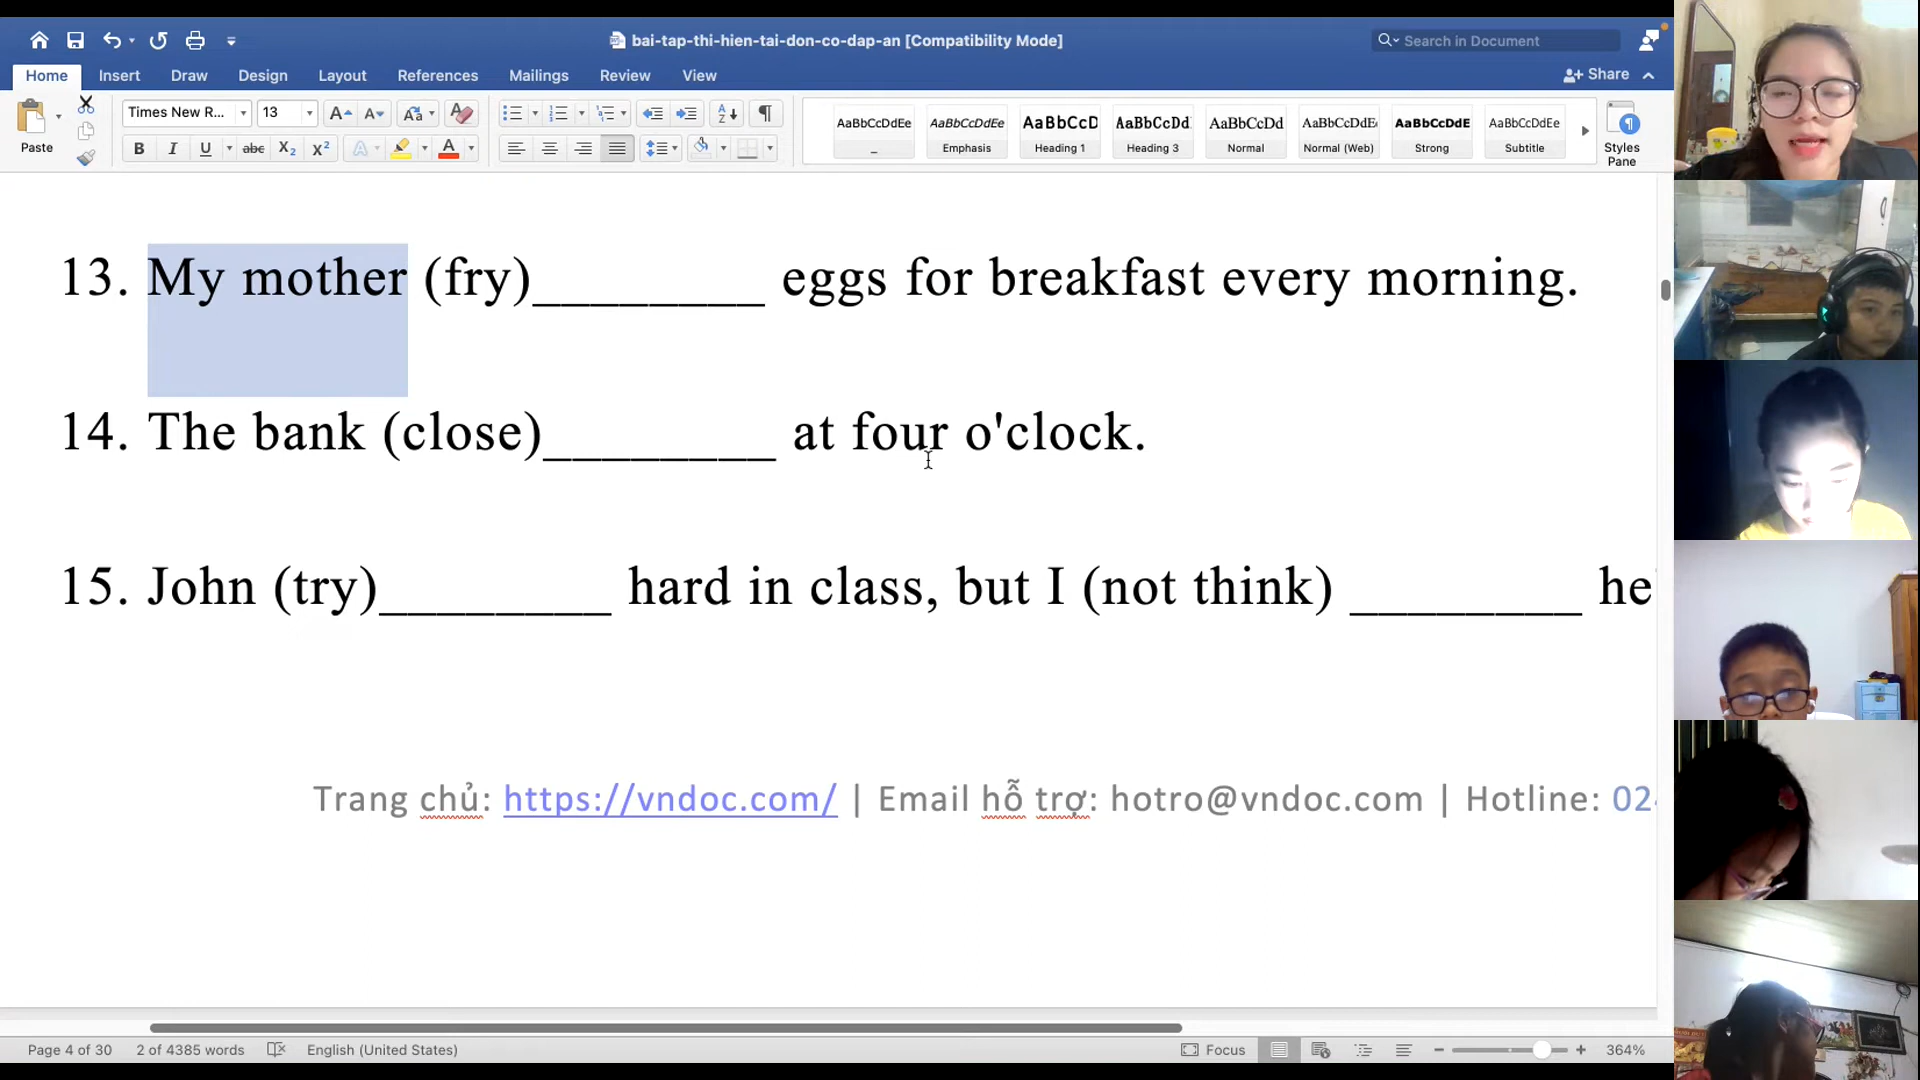 bai-tap-thi-hien-tai-don-co-dap-an [Compatibility Mode]
Search in Document
Home Insert Draw Design Layout References Mailings Review View
Share
Paste
Times New R... 13
AaBbCcDdEe AaBbCcDdEe AaBbCcD AaBbCcDd AaBbCcDd AaBbCcDdE AaBbCcDdE AaBbCcDdEe
Emphasis Heading 1 Heading 3 Normal Normal (Web) Strong Subtitle
Styles Pane
13. My mother (fry)________ eggs for breakfast every morning.
14. The bank (close)________ at four o'clock.
15. John (try)________ hard in class, but I (not think) ________ he'
Trang chủ: https://vndoc.com/ | Email hỗ trợ: hotro@vndoc.com | Hotline: 02
Page 4 of 30 2 of 4385 words English (United States) Focus 364%